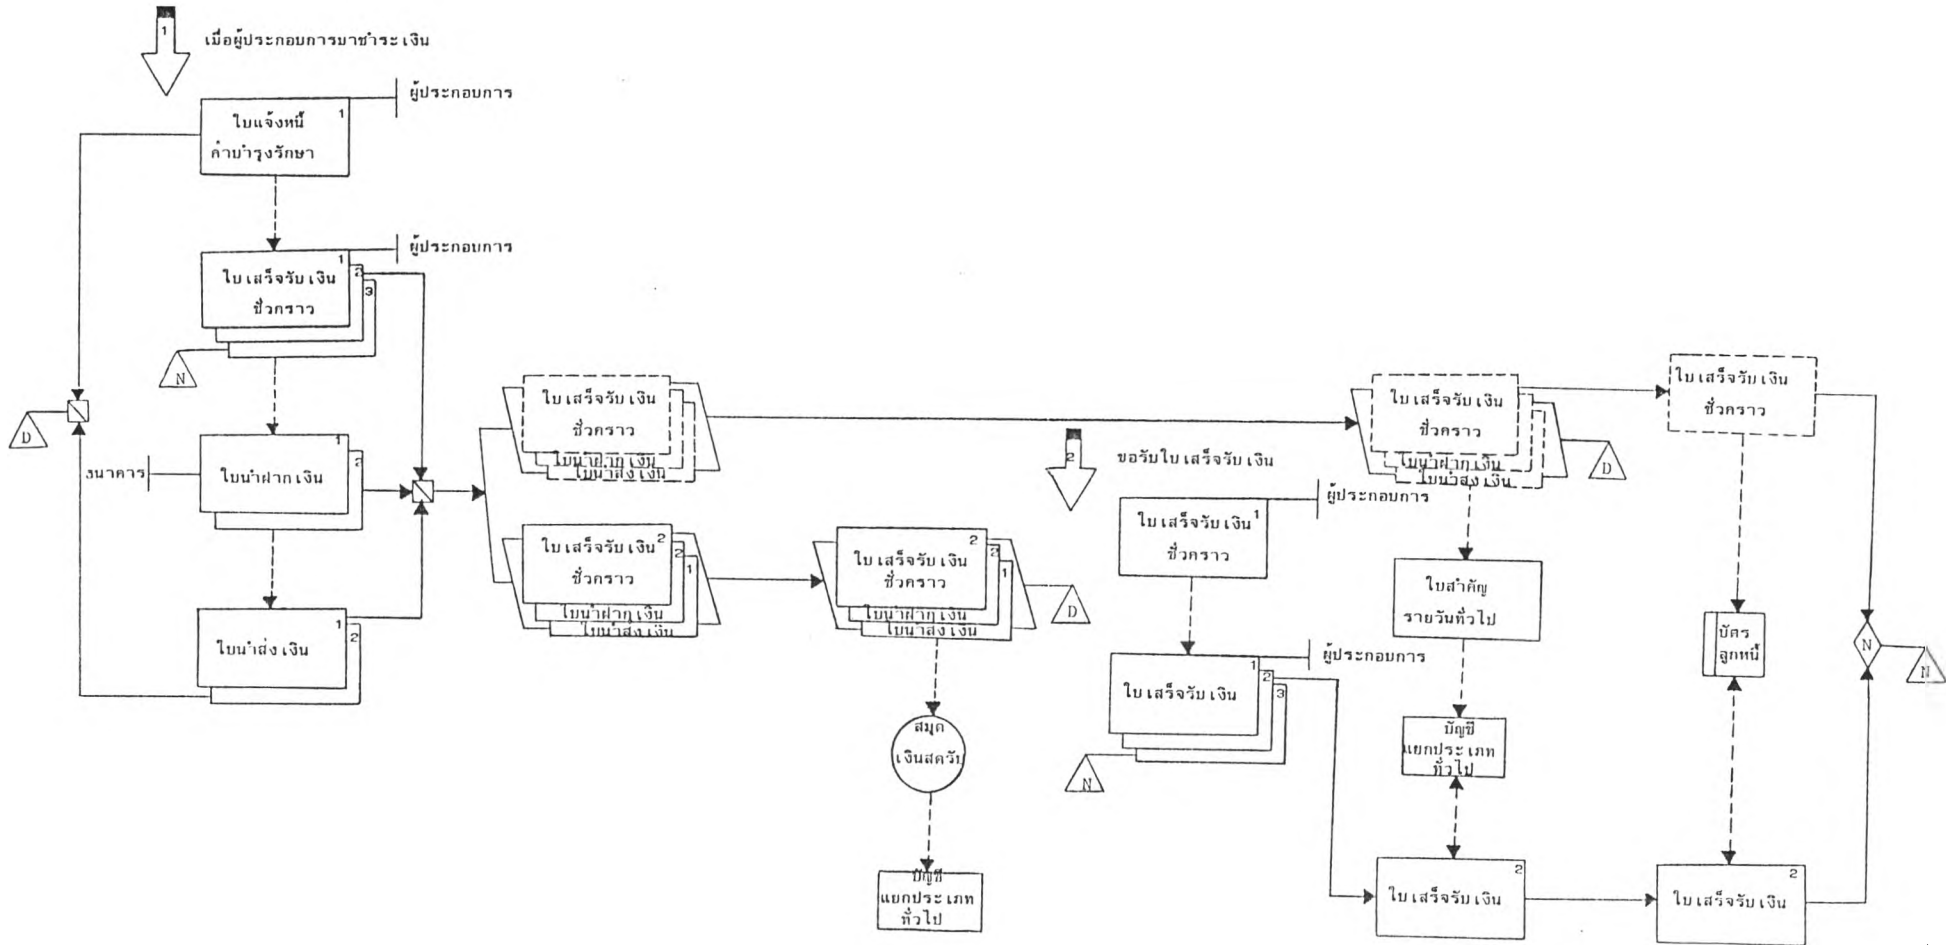 1
เมื่อผู้ประกอบการมาชำระเงิน
ผู้ประกอบการ
ใบแจ้งหนี้
1
ค่าบำรุงรักษา
ผู้ประกอบการ
ใบเสร็จรับเงิน
ชั่วคราว
1
2
3
N
D
ธนาคาร
ใบนำฝากเงิน
1
2
ใบนำส่งเงิน
1
2
ใบเสร็จรับเงิน
ชั่วคราว
ใบนำฝากเงิน
ใบนำส่งเงิน
ใบเสร็จรับเงิน
2
ชั่วคราว
2
1
ใบนำฝากเงิน
ใบนำส่งเงิน
ใบเสร็จรับเงิน
2
ชั่วคราว
2
1
ใบนำฝากเงิน
ใบนำส่งเงิน
D
สมุด
เงินสดรับ
บัญชี
แยกประเภท
ทั่วไป
2
ขอรับใบเสร็จรับเงิน
ผู้ประกอบการ
ใบเสร็จรับเงิน
1
ชั่วคราว
ผู้ประกอบการ
ใบเสร็จรับเงิน
1
2
3
N
ใบเสร็จรับเงิน
ชั่วคราว
ใบนำฝากเงิน
ใบนำส่งเงิน
D
ใบสำคัญ
รายวันทั่วไป
บัญชี
แยกประเภท
ทั่วไป
ใบเสร็จรับเงิน
2
ใบเสร็จรับเงิน
ชั่วคราว
บัตร
ลูกหนี้
N
N
ใบเสร็จรับเงิน
2